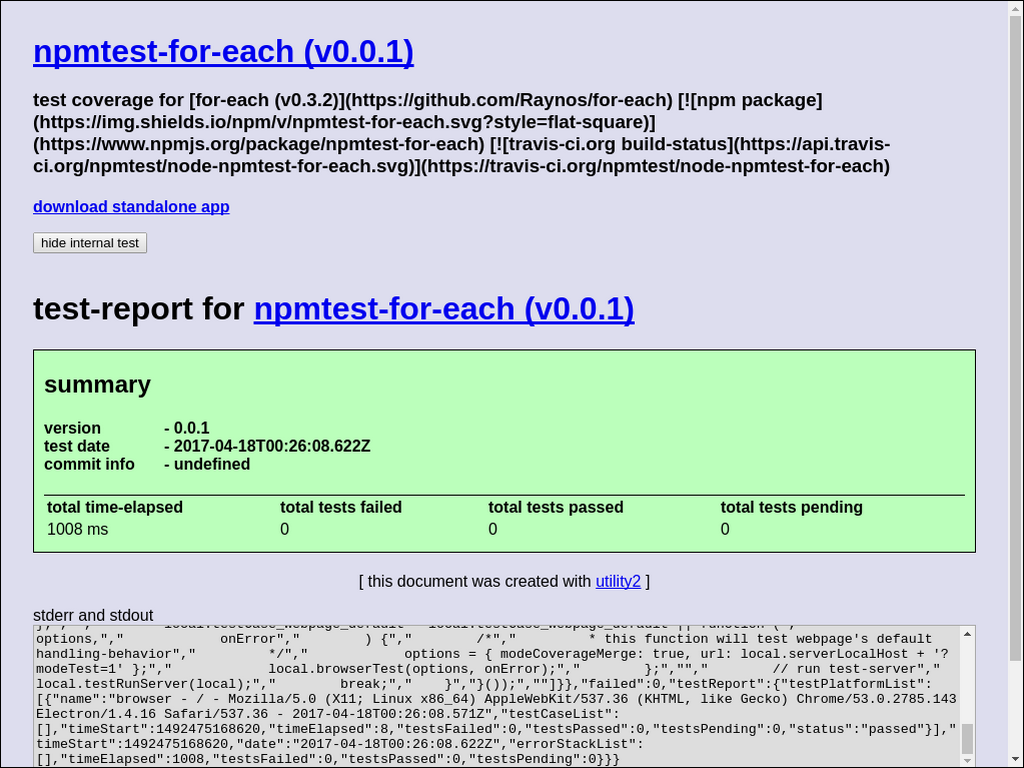 npmtest-for-each (v0.0.1)
test coverage for [for-each (v0.3.2)](https://github.com/Raynos/for-each) [![npm package]
(https://img.shields.io/npm/v/npmtest-for-each.svg?style=flat-square)]
(https://www.npmjs.org/package/npmtest-for-each) [![travis-ci.org build-status](https://api.travis-
ci.org/npmtest/node-npmtest-for-each.svg)](https://travis-ci.org/npmtest/node-npmtest-for-each)
download standalone app
hide internal test
test-report for npmtest-for-each (v0.0.1)
summary
version - 0.0.1
test date - 2017-04-18T00:26:08.622Z
commit info - undefined
total time-elapsed total tests failed total tests passed total tests pending
1008 ms 0 0 0
[ this document was created with utility2 ]
stderr and stdout
options,","            onError","        ) {","        /*","         * this function will test webpage's default
handling-behavior","         */","            options = { modeCoverageMerge: true, url: local.serverLocalHost + '?
modeTest=1' };","            local.browserTest(options, onError);","        };","","        // run test-server","
local.testRunServer(local);","        break;","    }","}());",""]}},"failed":0,"testReport":{"testPlatformList":
[{"name":"browser - / - Mozilla/5.0 (X11; Linux x86_64) AppleWebKit/537.36 (KHTML, like Gecko) Chrome/53.0.2785.143
Electron/1.4.16 Safari/537.36 - 2017-04-18T00:26:08.571Z","testCaseList":
[],"timeStart":1492475168620,"timeElapsed":8,"testsFailed":0,"testsPassed":0,"testsPending":0,"status":"passed"}],"
timeStart":1492475168620,"date":"2017-04-18T00:26:08.622Z","errorStackList":
[],"timeElapsed":1008,"testsFailed":0,"testsPassed":0,"testsPending":0}}}